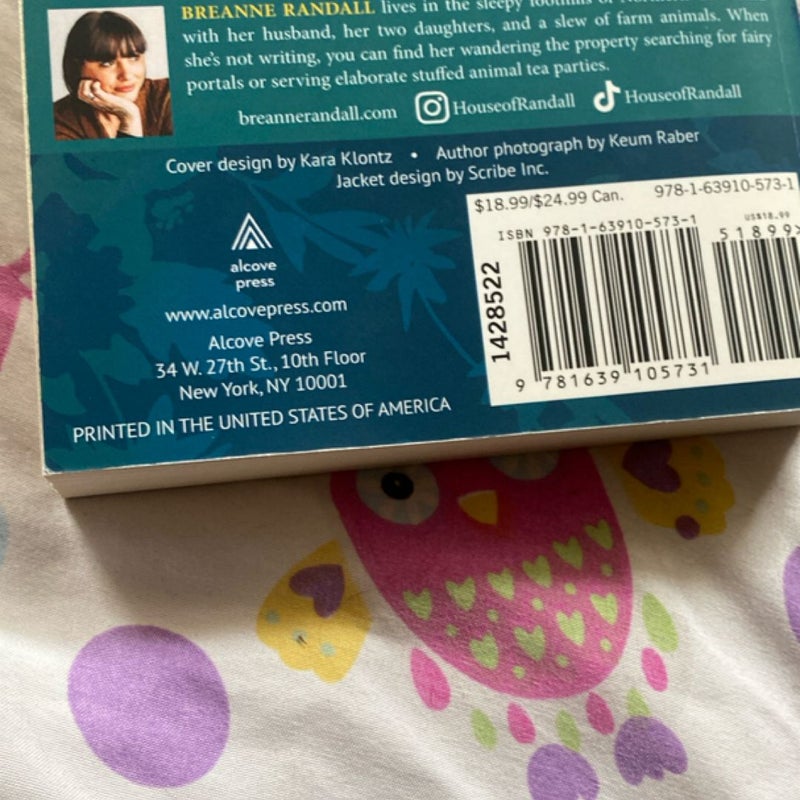 BREANNE RANDALL lives in the sleepy foothills of
with her husband, her two daughters, and a slew of farm animals. When
she's not writing, you can find her wandering the property searching for fairy
portals or serving elaborate stuffed animal tea parties.
breannerandall.com HouseofRandall HouseofRandall
Cover design by Kara Klontz • Author photograph by Keum Raber
Jacket design by Scribe Inc.
$18.99/$24.99 Can. 978-1-63910-573-1
ISBN 978-1-63910-573-1
US$18.99
51899>
1428522
9 781639 105731
alcove
press
www.alcovepress.com
Alcove Press
34 W. 27th St., 10th Floor
New York, NY 10001
PRINTED IN THE UNITED STATES OF AMERICA